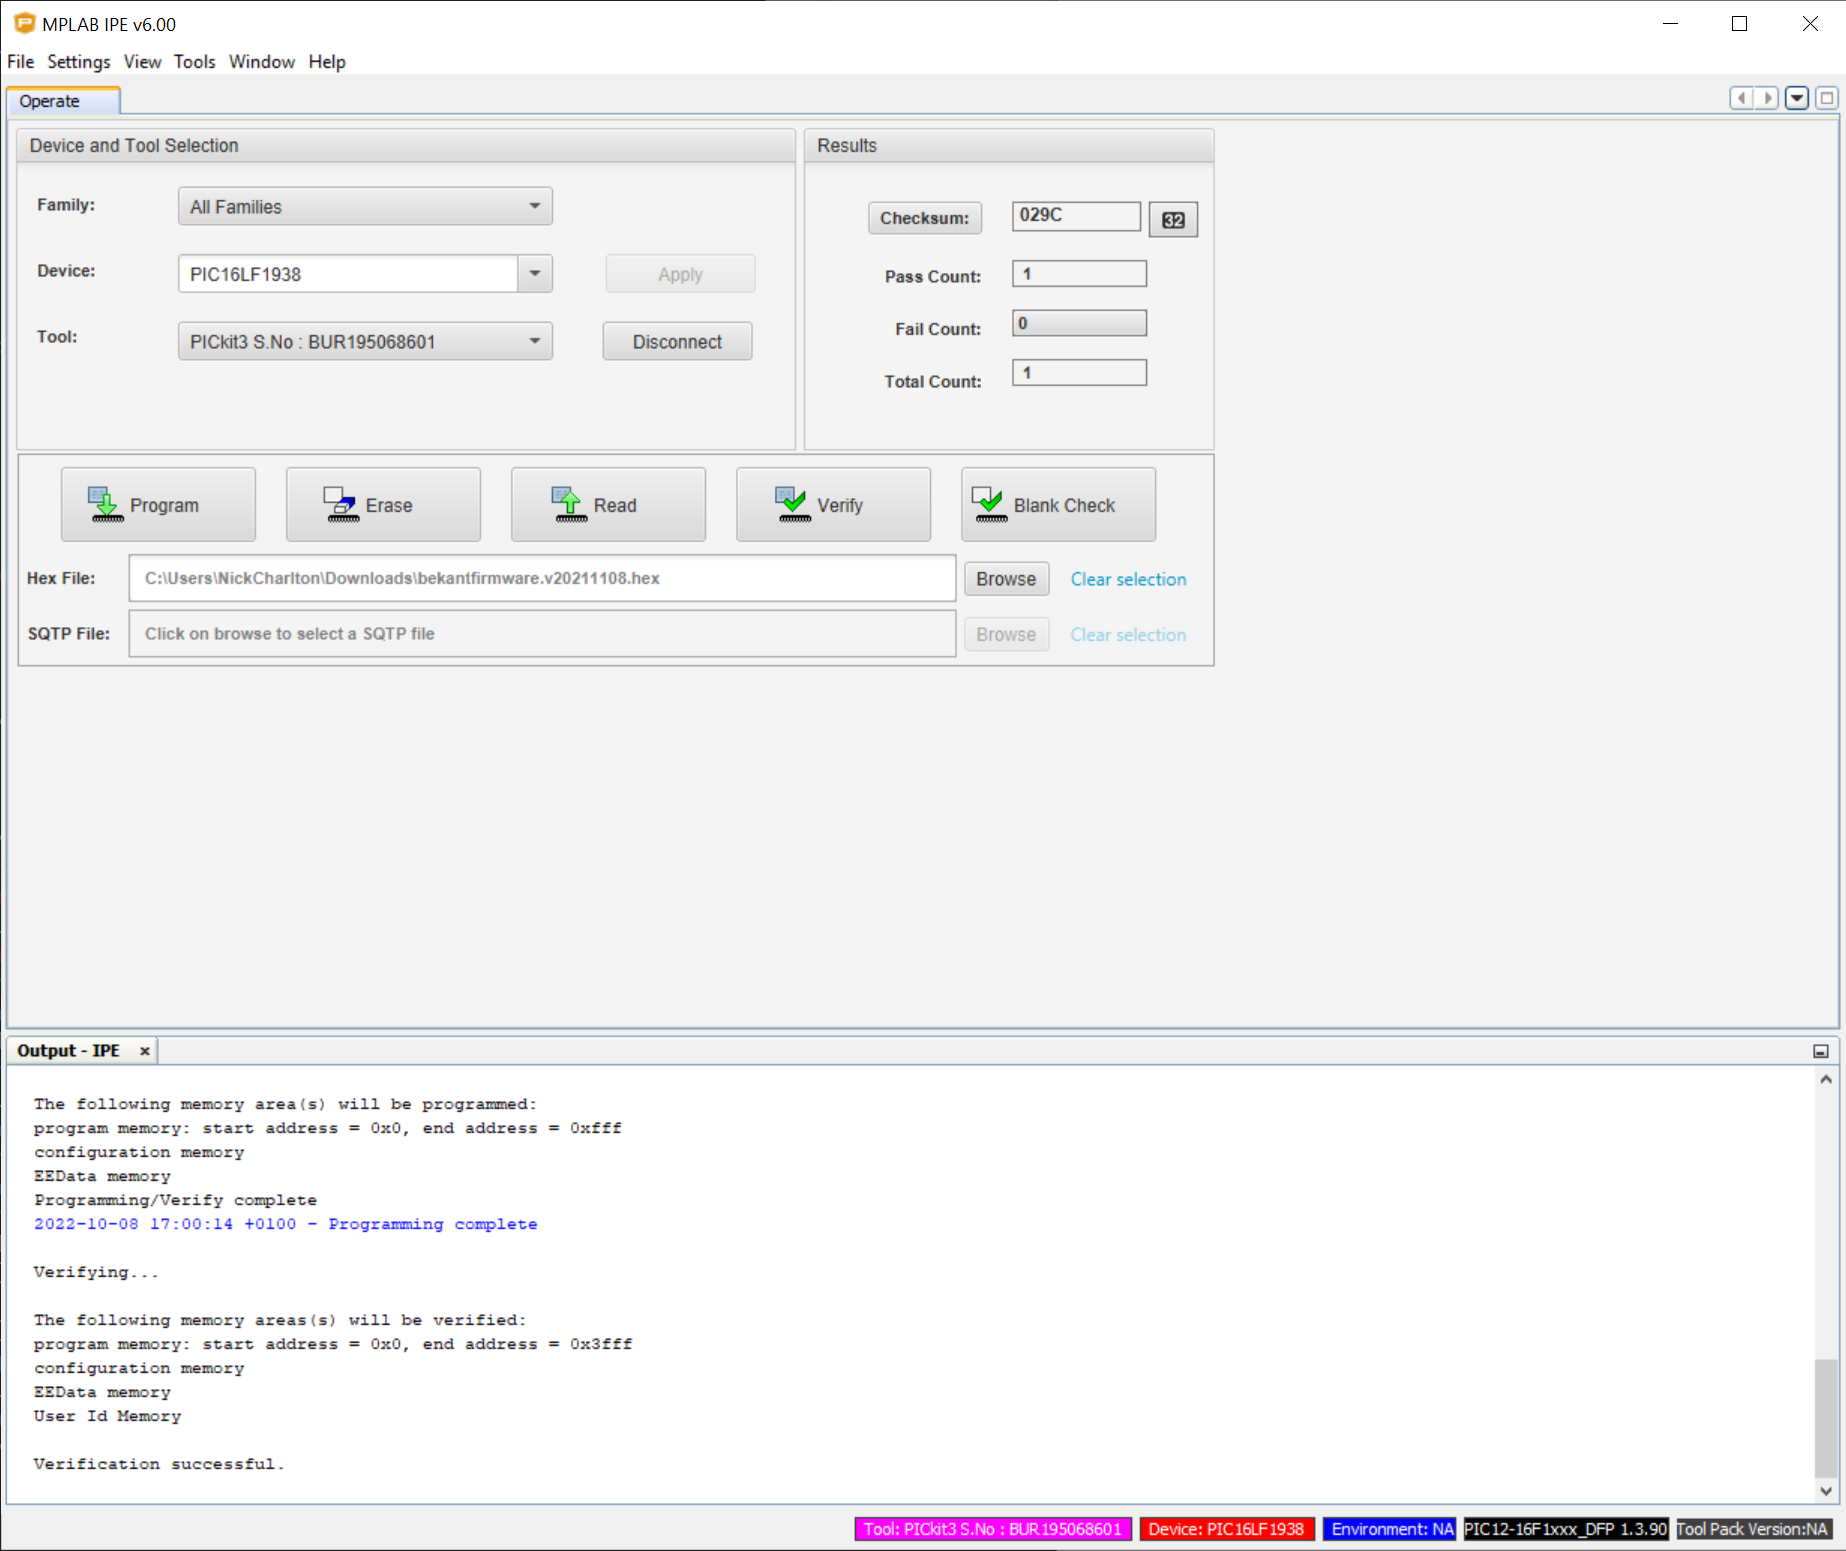 MPLAB IPE v6.00
File Settings View Tools Window Help
Operate
Device and Tool Selection
Family:
All Families
Device:
PIC16LF1938
Apply
Tool:
PICkit3 S.No : BUR195068601
Disconnect
Results
Checksum:
029C
32
Pass Count:
1
Fail Count:
0
Total Count:
1
Program
Erase
Read
Verify
Blank Check
Hex File:
C:\Users\NickCharlton\Downloads\bekantfirmware.v20211108.hex
Browse
Clear selection
SQTP File:
Click on browse to select a SQTP file
Browse
Clear selection
Output - IPE
The following memory area(s) will be programmed:
program memory: start address = 0x0, end address = 0xfff
configuration memory
EEData memory
Programming/Verify complete
2022-10-08 17:00:14 +0100 - Programming complete
Verifying...
The following memory areas(s) will be verified:
program memory: start address = 0x0, end address = 0x3fff
configuration memory
EEData memory
User Id Memory
Verification successful.
Tool: PICkit3 S.No : BUR195068601
Device: PIC16LF1938
Environment: NA
PIC12-16F1xxx_DFP 1.3.90
Tool Pack Version:NA